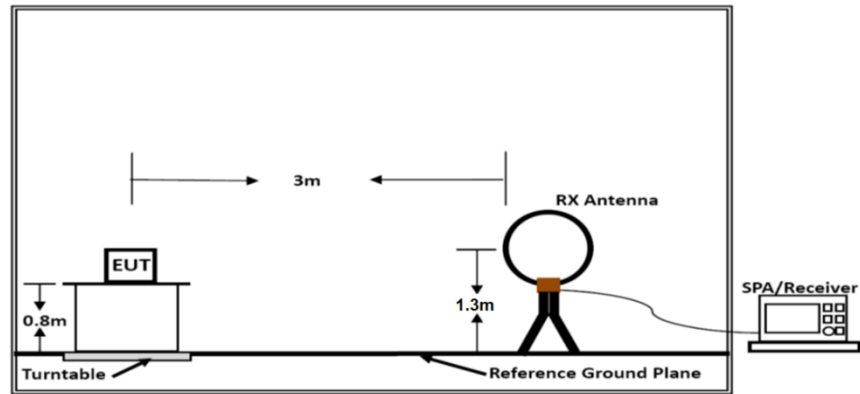 3m
RX Antenna
EUT
SPA/Receiver
0.8m
1.3m
Turntable
Reference Ground Plane